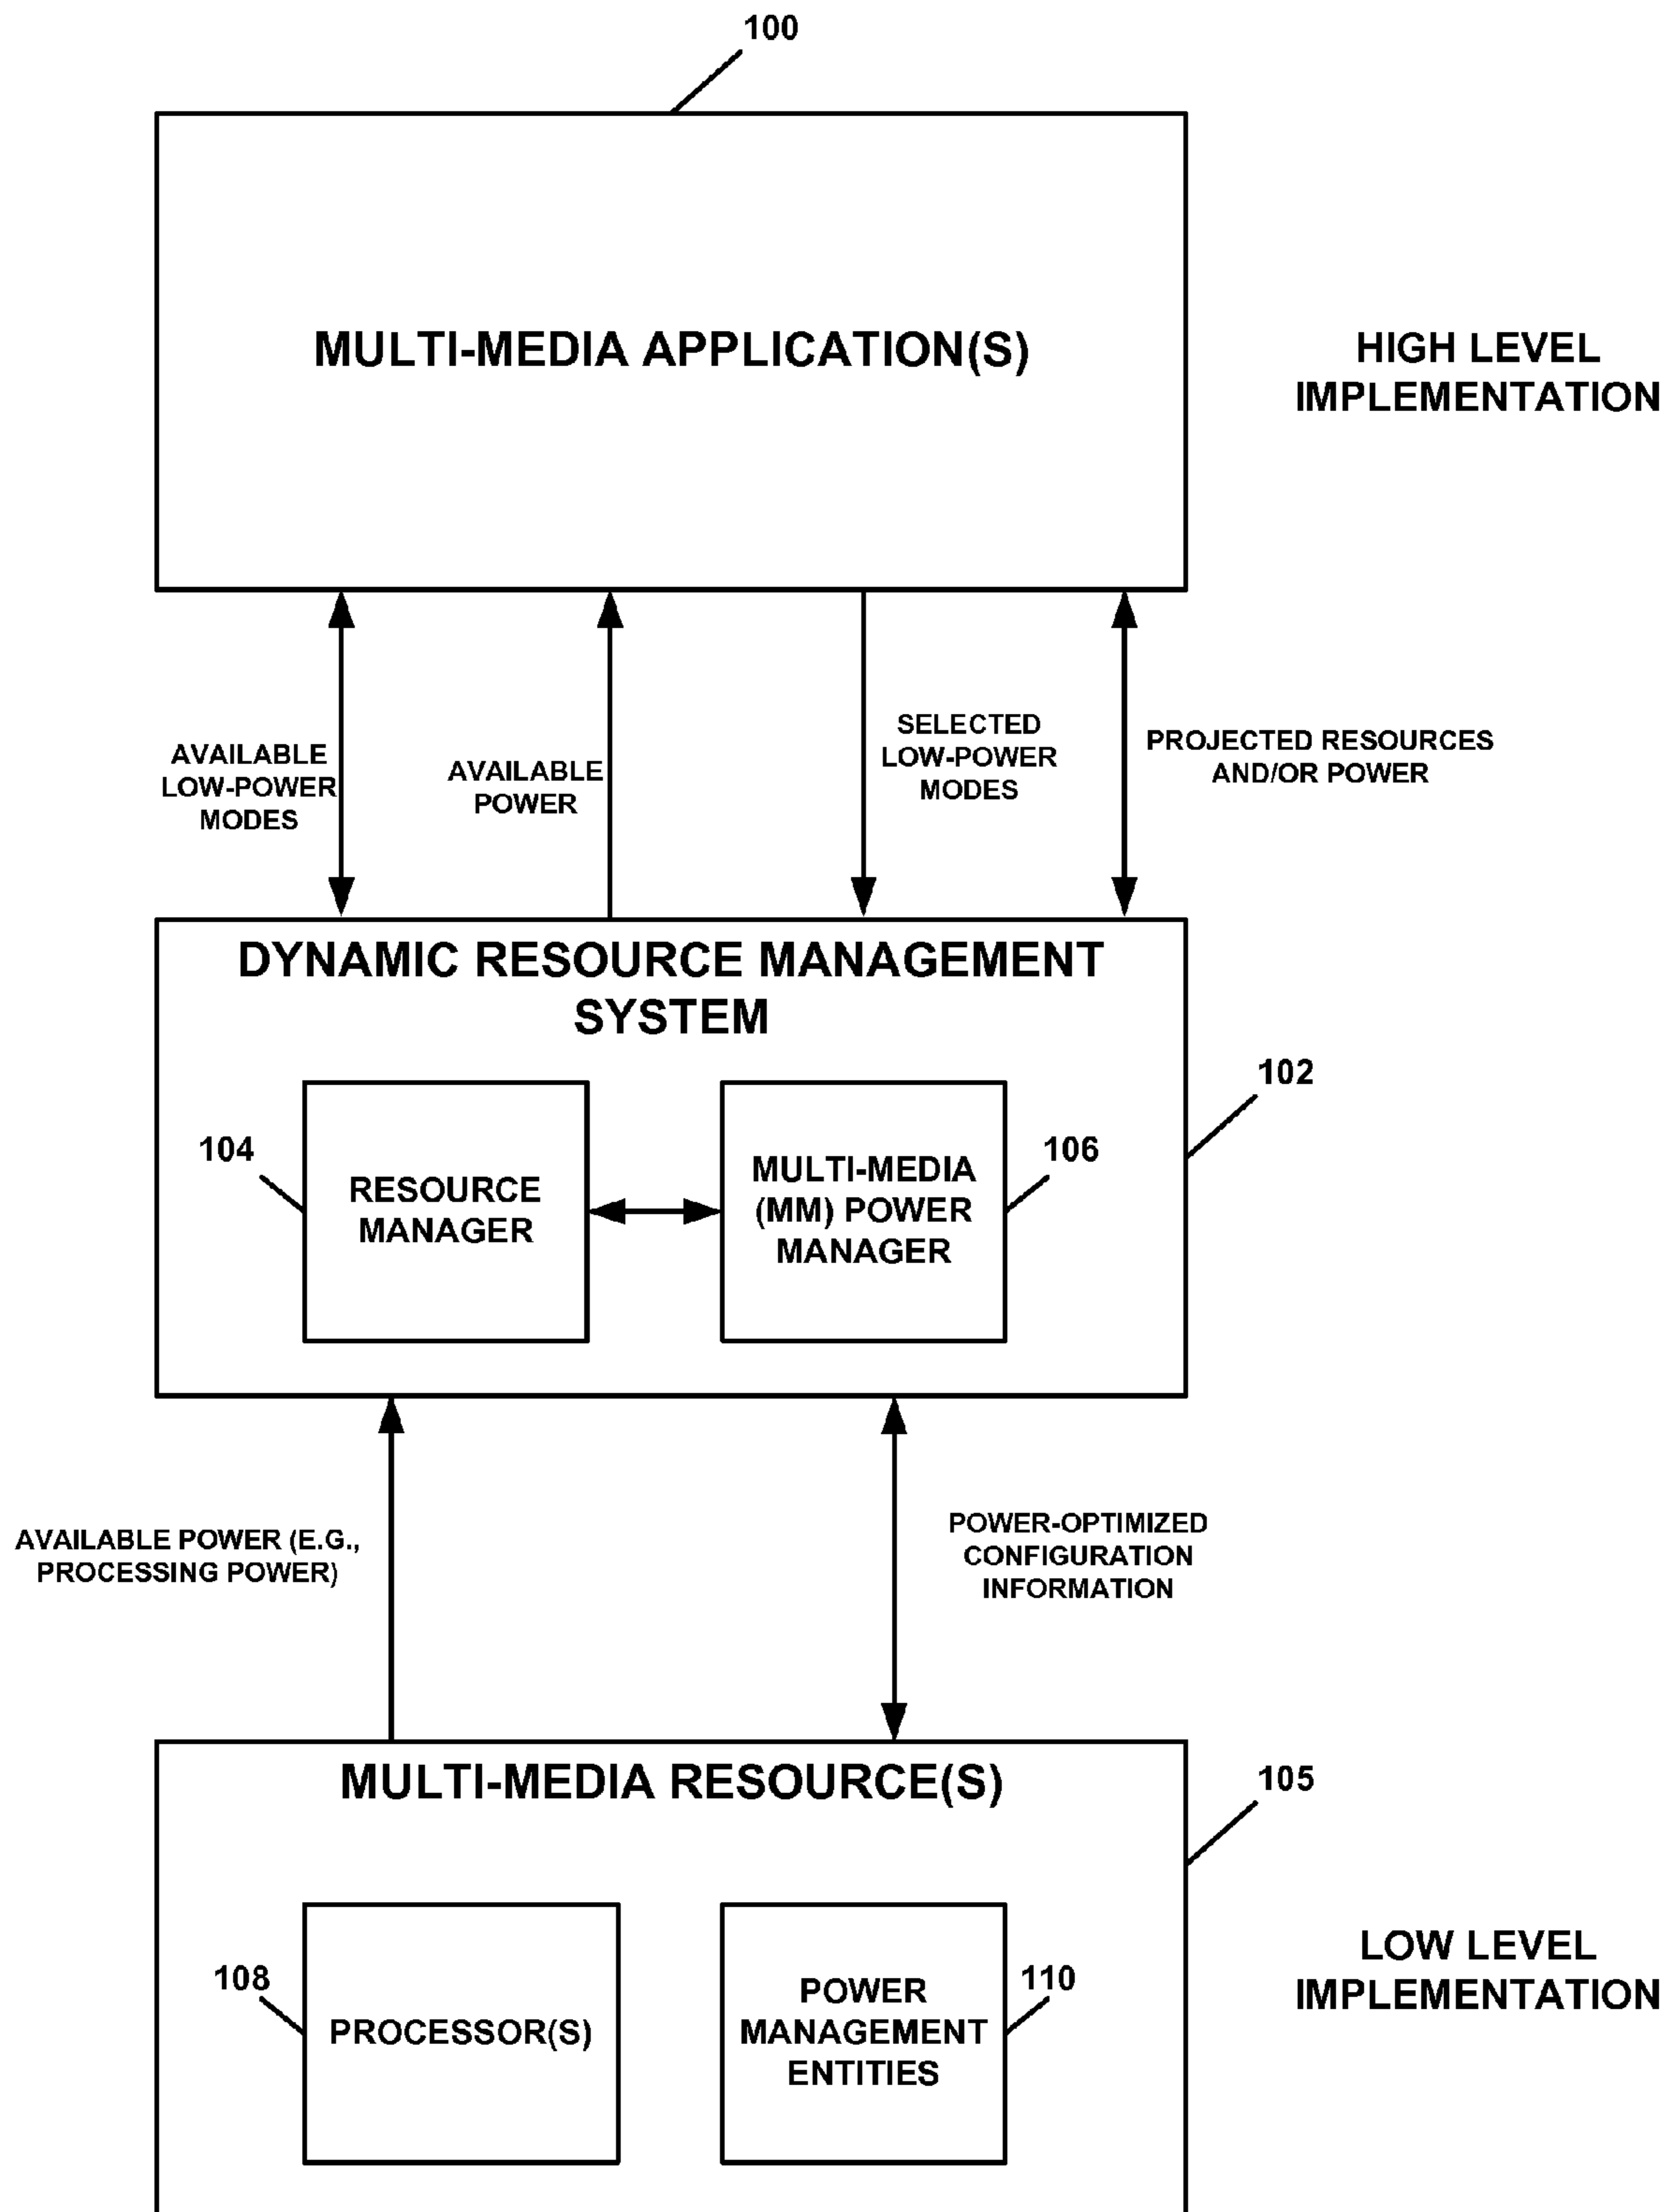 100
MULTI-MEDIA APPLICATION(S)
HIGH LEVEL
IMPLEMENTATION
AVAILABLE
LOW-POWER
MODES
AVAILABLE
POWER
SELECTED
LOW-POWER
MODES
PROJECTED RESOURCES
AND/OR POWER
DYNAMIC RESOURCE MANAGEMENT
SYSTEM
102
104
RESOURCE
MANAGER
MULTI-MEDIA
(MM) POWER
MANAGER
106
AVAILABLE POWER (E.G.,
PROCESSING POWER)
POWER-OPTIMIZED
CONFIGURATION
INFORMATION
MULTI-MEDIA RESOURCE(S)
105
108
PROCESSOR(S)
POWER
MANAGEMENT
ENTITIES
110
LOW LEVEL
IMPLEMENTATION